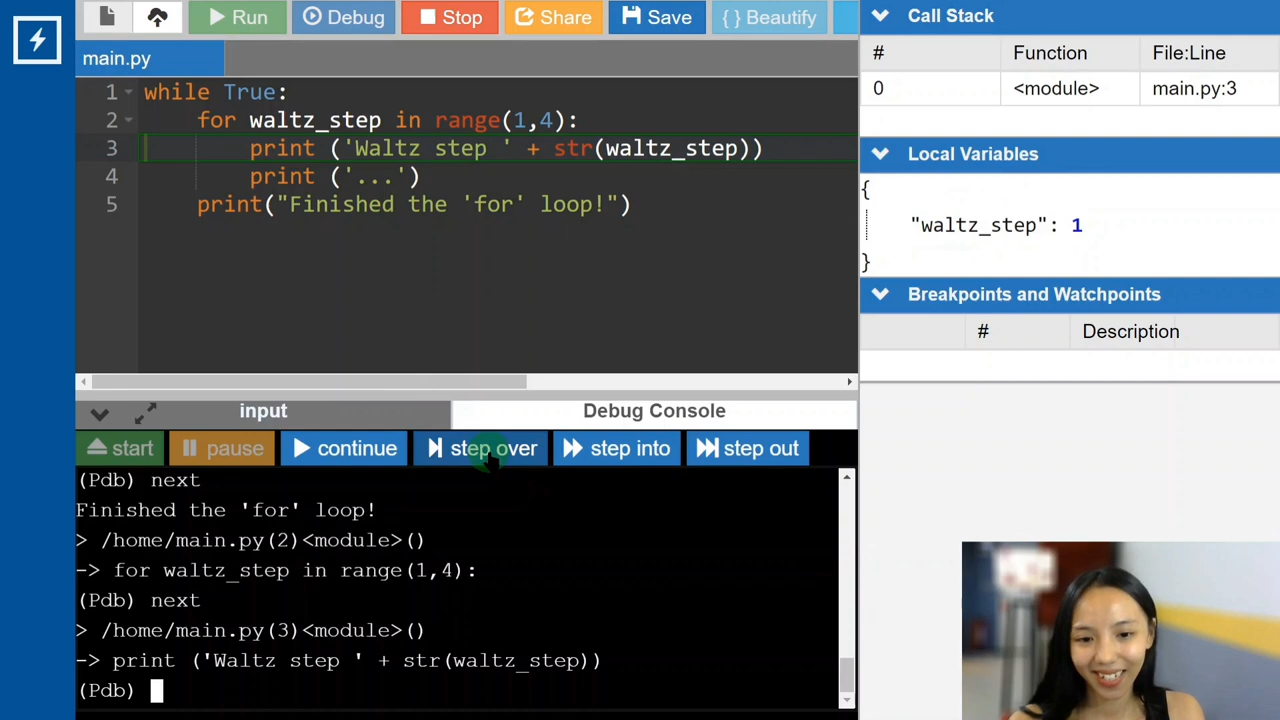 Run Debug Stop Share Save { } Beautify
main.py
1 while True:
2 for waltz_step in range(1,4):
3 print ('Waltz step ' + str(waltz_step))
4 print ('...')
5 print("Finished the 'for' loop!")
input Debug Console
start pause continue step over step into step out
(Pdb) next
Finished the 'for' loop!
> /home/main.py(2)<module>()
-> for waltz_step in range(1,4):
(Pdb) next
> /home/main.py(3)<module>()
-> print ('Waltz step ' + str(waltz_step))
(Pdb)
Call Stack
# Function File:Line
0 <module> main.py:3
Local Variables
{
"waltz_step": 1
}
Breakpoints and Watchpoints
# Description